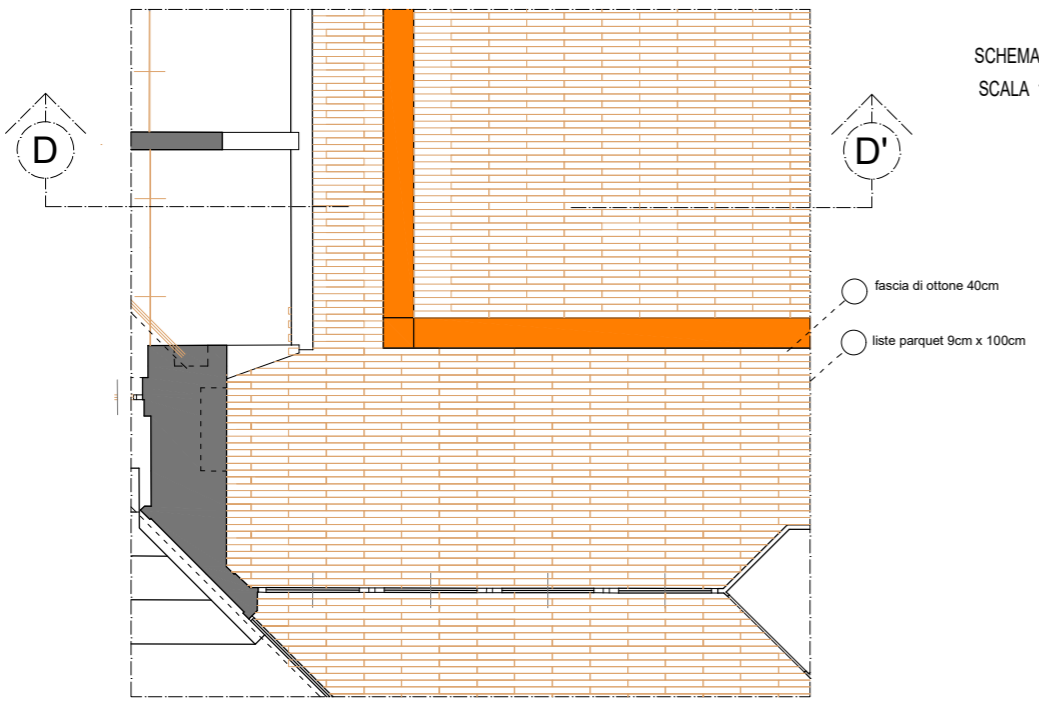 SCHEMA
SCALA
D
D'
fascia di ottone 40cm
liste parquet 9cm x 100cm